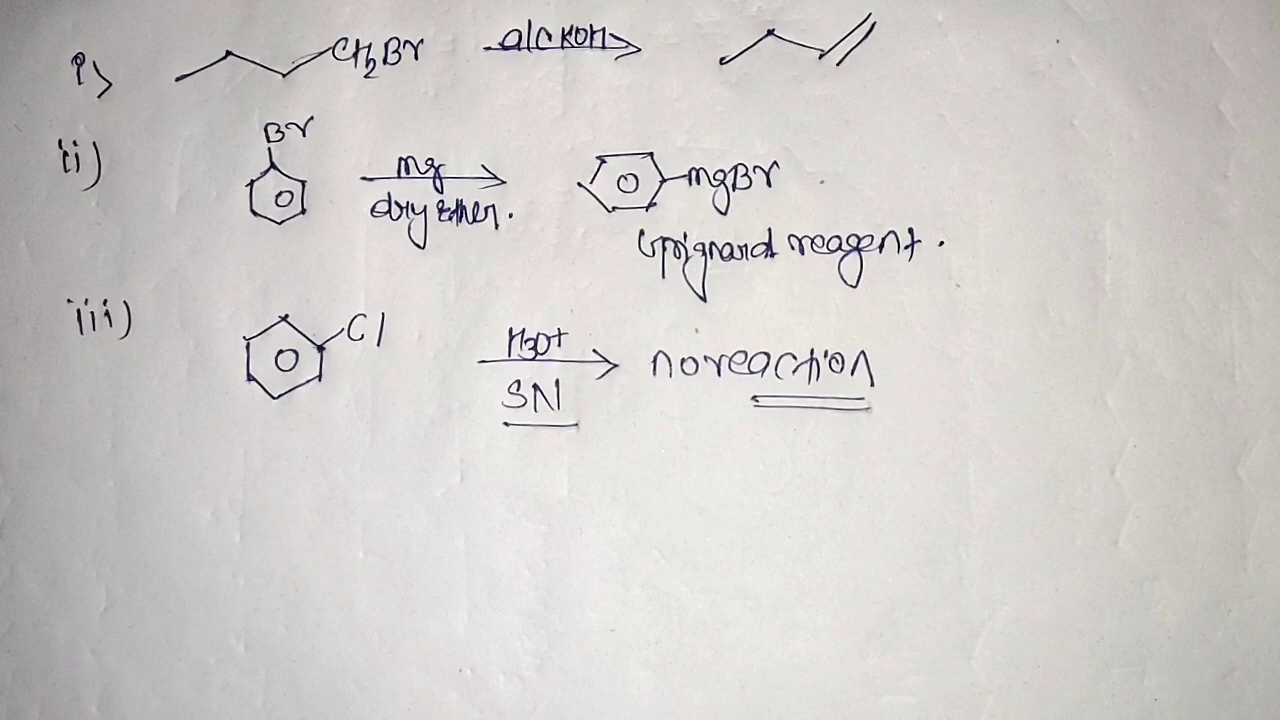 i> CH2Br alc KOH
ii) Br
Mg
dry ether.
MgBr
Grignard reagent.
iii) Cl H3O+
SN
no reaction